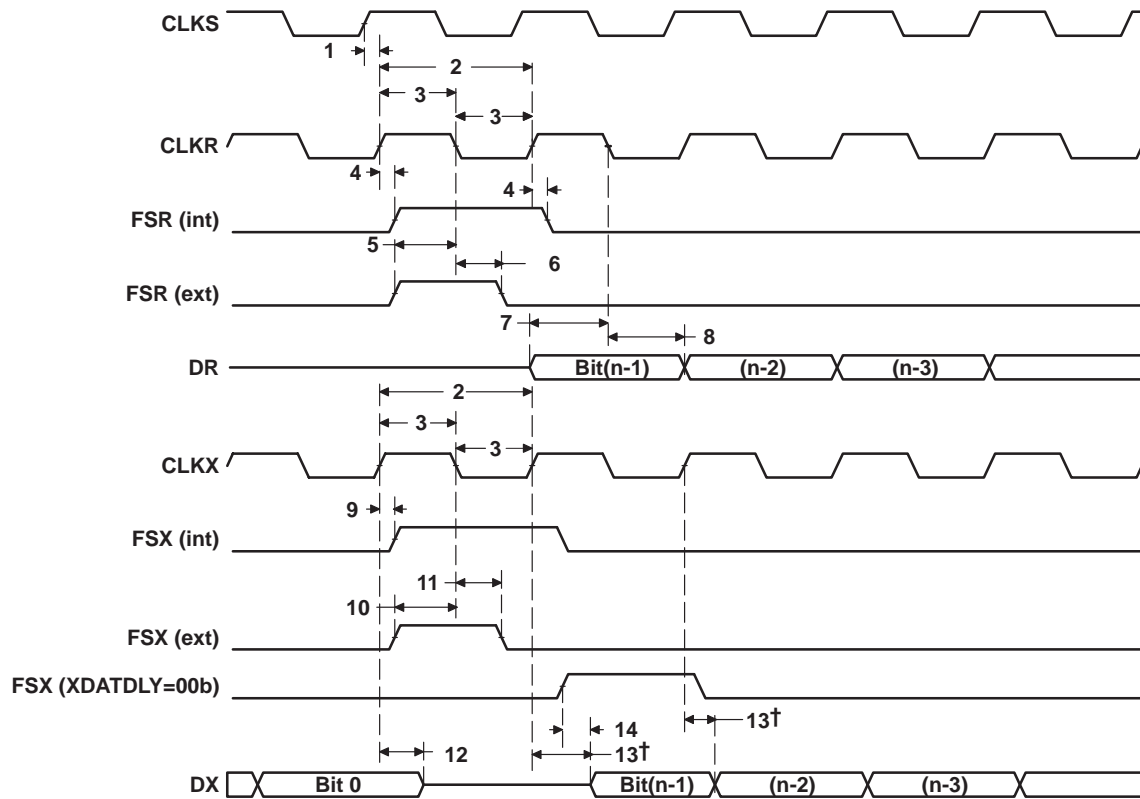 CLKS
1
2
3
3
CLKR
4
4
FSR (int)
5
6
FSR (ext)
7
8
DR
Bit(n-1)
(n-2)
(n-3)
2
3
3
CLKX
9
FSX (int)
11
10
FSX (ext)
FSX (XDATDLY=00b)
14
13†
12
13†
DX
Bit 0
Bit(n-1)
(n-2)
(n-3)